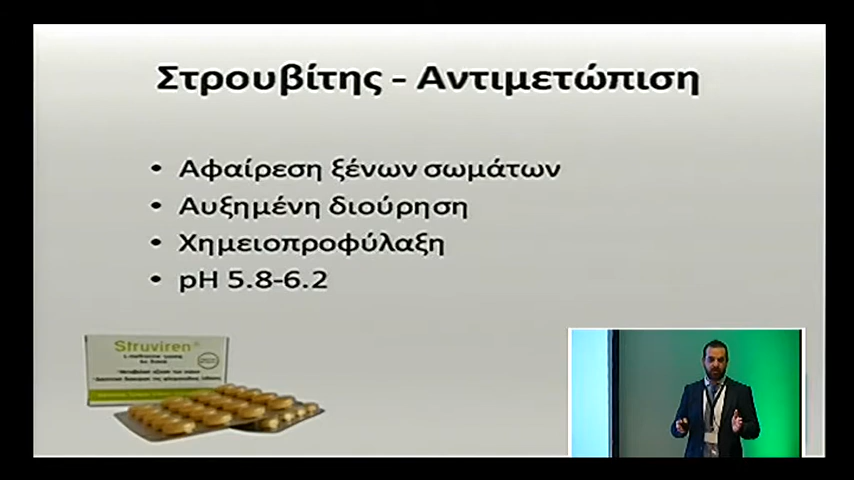 Στρουβίτης - Αντιμετώπιση
• Αφαίρεση ξένων σωμάτων
• Αυξημένη διούρηση
• Χημειοπροφύλαξη
• pH 5.8-6.2
Struviren®